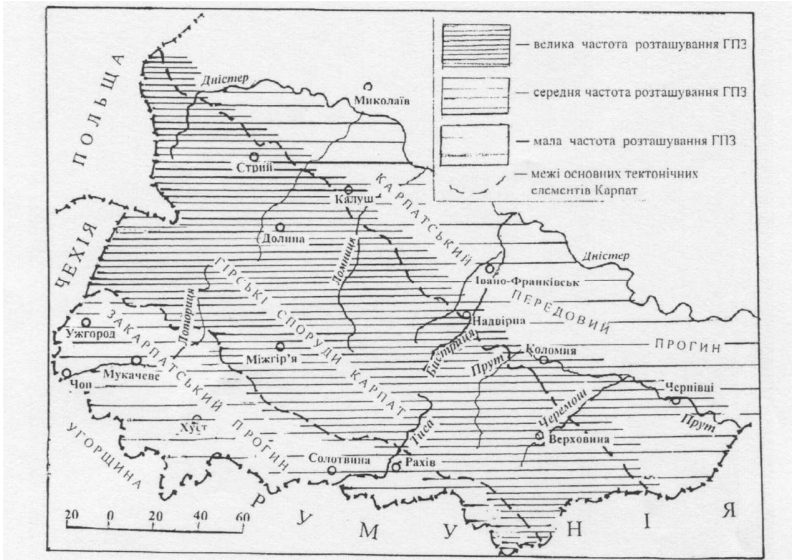 ПОЛЬЩА
Дністер
Миколаїв
велика частота розташування ГПЗ
середня частота розташування ГПЗ
мала частота розташування ГПЗ
межі основних тектонічних
елементів Карпат
Стрий
Калуш
КАРПАТСЬКИЙ
ПЕРЕДОВИЙ
ПРОГИН
ЧЕХІЯ
Долина
Ломниця
Дністер
Івано-Франківськ
ГІРСЬКІ СПОРУДИ КАРПАТ
Надвірна
Ужгород
ЗАКАРПАТСЬКИЙ ПРОГИН
Міжгір'я
Бистриця
Прут
Коломия
Мукачеве
Чоп
Чернівці
Прут
Хуст
Тиса
Черемош
Верховина
УГОРЩИНА
Солотвина
Рахів
РУМУНІЯ
20 0 20 40 60